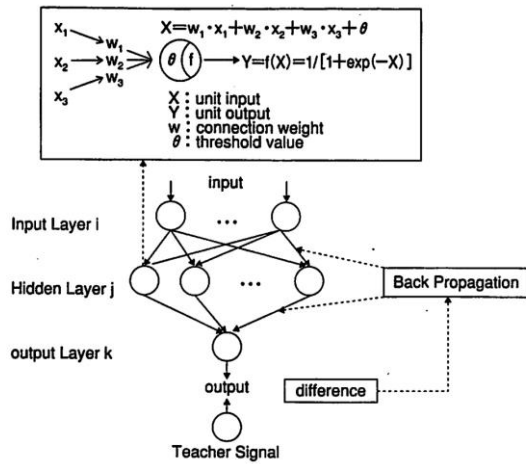 X=w₁·x₁+w₂·x₂+w₃·x₃+θ
x₁
w₁
x₂
w₂
θ f
Y=f(X)=1/[1+exp(−X)]
w₃
x₃
X : unit input
Y : unit output
w : connection weight
θ : threshold value
input
Input Layer i
...
Hidden Layer j
...
Back Propagation
output Layer k
output
difference
Teacher Signal